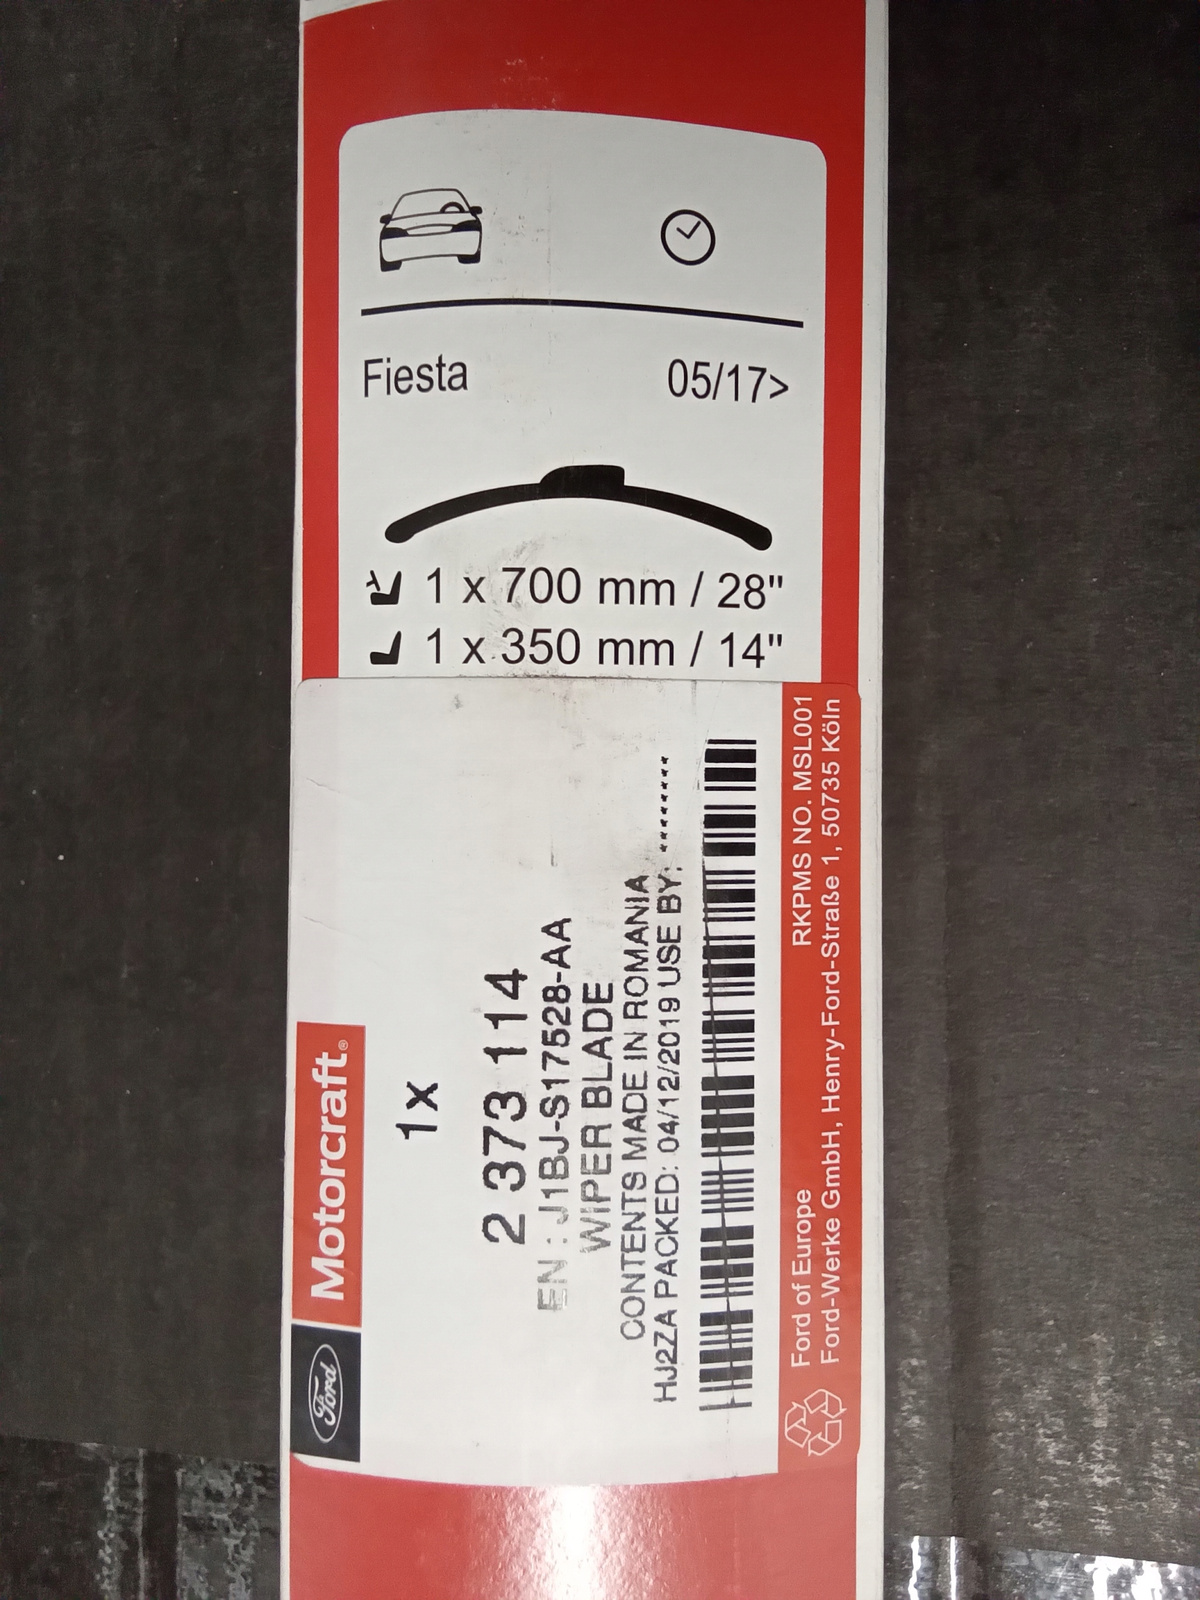 Fiesta 05/17>
1 x 700 mm / 28"
1 x 350 mm / 14"
Ford
Motorcraft®
1x
2 373 114
EN : J1BJ-S17528-AA
WIPER BLADE
CONTENTS MADE IN ROMANIA
HJ2ZA PACKED: 04/12/2019 USE BY: ********
Ford of Europe RKPMS NO. MSL001
Ford-Werke GmbH, Henry-Ford-Straße 1, 50735 Köln